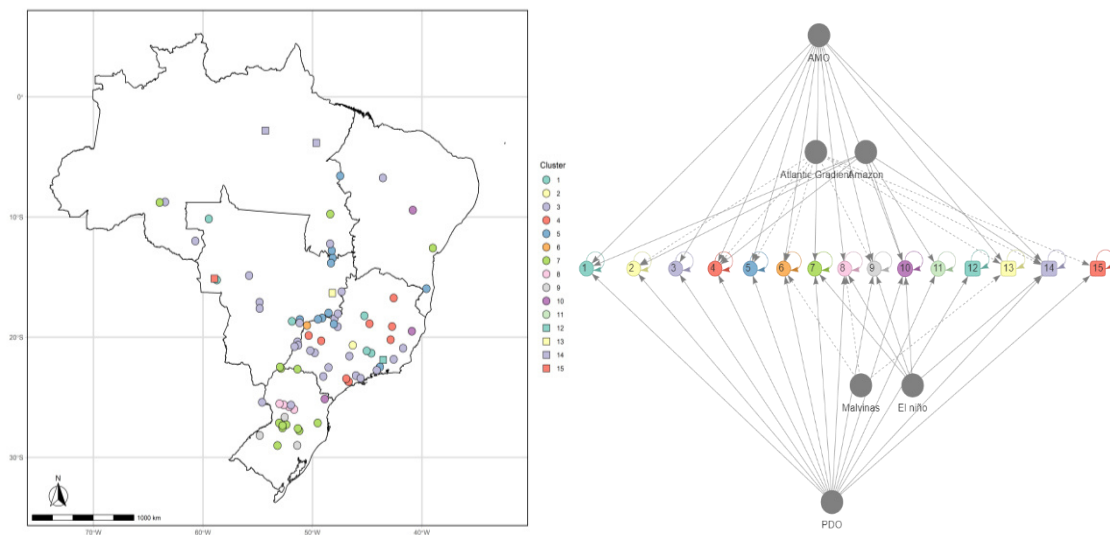 AMO
0°
Atlantic Gradient Amazon
Cluster
1
2
3
4
5
6
7
8
9
10
11
12
13
14
15
10°S
20°S
30°S
1 2 3 4 5 6 7 8 9 10 11 12 13 14 15
Malvinas El niño
PDO
N
1000 km
70°W 60°W 50°W 40°W